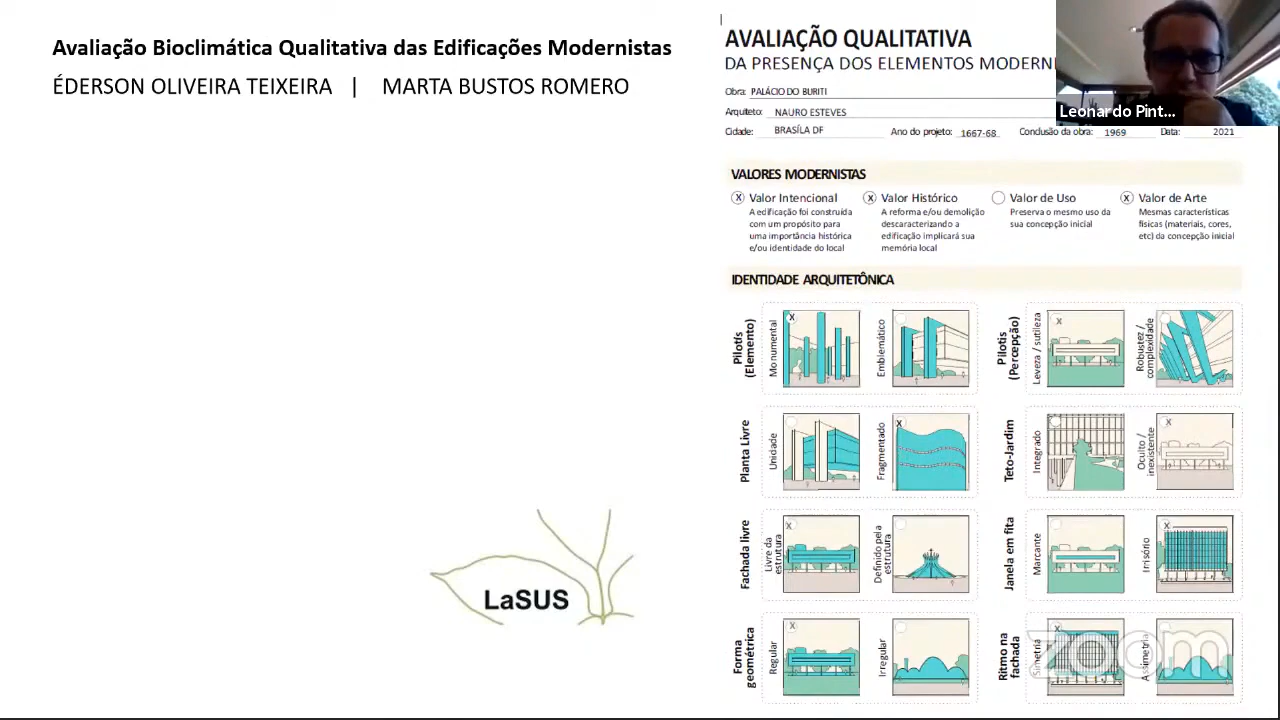 Avaliação Bioclimática Qualitativa das Edificações Modernistas
ÉDERSON OLIVEIRA TEIXEIRA | MARTA BUSTOS ROMERO
LaSUS
AVALIAÇÃO QUALITATIVA
DA PRESENÇA DOS ELEMENTOS MODERNI
Obra: PALÁCIO DO BURITI
Arquiteto: NAURO ESTEVES
Cidade: BRASÍLA DF Ano do projeto: 1667-68 Conclusão da obra: 1969 Data: 2021
Leonardo Pint...
VALORES MODERNISTAS
X Valor Intencional
A edificação foi construída
com um propósito para
uma importância histórica
e/ou identidade do local
X Valor Histórico
A reforma e/ou demolição
descaracterizando a
edificação implicará sua
memória local
Valor de Uso
Preserva o mesmo uso da
sua concepção inicial
X Valor de Arte
Mesmas características
físicas (materiais, cores,
etc) da concepção inicial
IDENTIDADE ARQUITETÔNICA
Pilotis
(Elemento)
Monumental
X
Emblemático
Pilotis
(Percepção)
Leveza / sutileza
X
Robustez /
complexidade
Planta Livre
Unidade
Fragmentado
X
Teto-Jardim
Integrado
Oculto /
inexistente
X
Fachada livre
Livre da
estrutura
X
Definido pela
estrutura
Janela em fita
Marcante
Irrisório
X
Forma
geométrica
Regular
X
Irregular
Ritmo na
fachada
Simetria
X
Assimetria
zoom